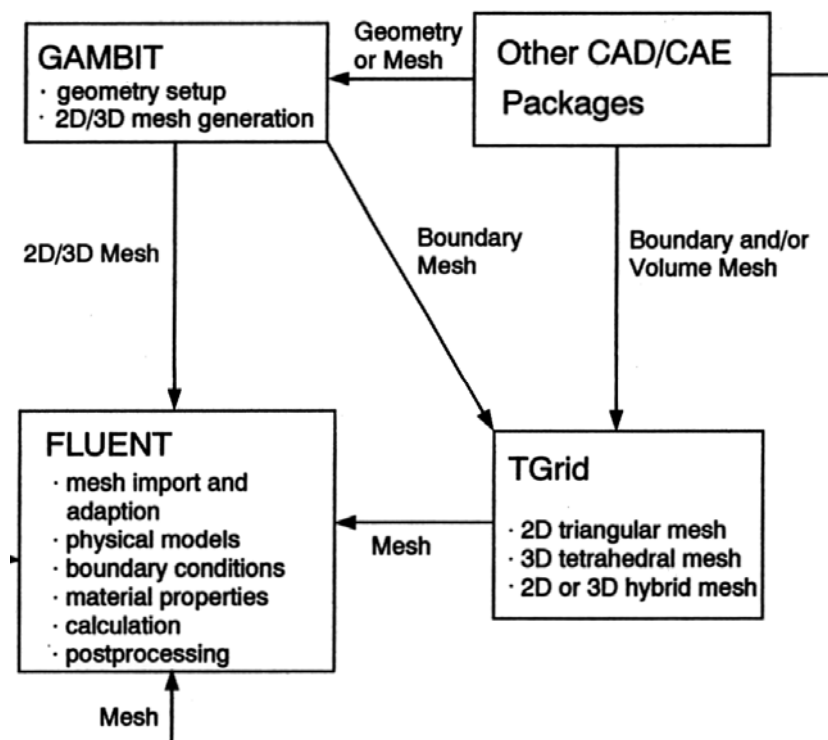 GAMBIT
· geometry setup
· 2D/3D mesh generation
Geometry
or Mesh
Other CAD/CAE
Packages
2D/3D Mesh
Boundary
Mesh
Boundary and/or
Volume Mesh
FLUENT
· mesh import and
adaption
· physical models
· boundary conditions
· material properties
· calculation
· postprocessing
Mesh
TGrid
· 2D triangular mesh
· 3D tetrahedral mesh
· 2D or 3D hybrid mesh
Mesh